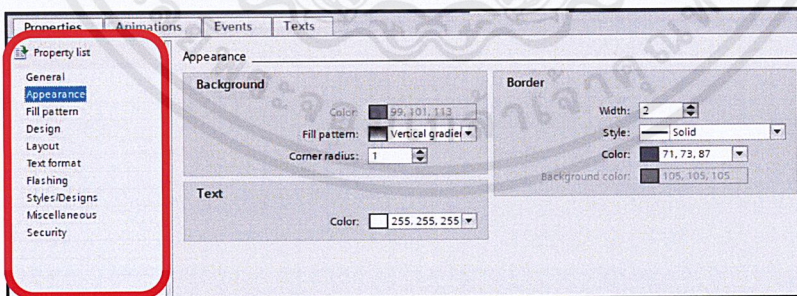 Properties Animations Events Texts
Property list
General
Appearance
Fill pattern
Design
Layout
Text format
Flashing
Styles/Designs
Miscellaneous
Security
Appearance
Background
Color: 99, 101, 113
Fill pattern: Vertical gradier
Corner radius: 1
Text
Color: 255, 255, 255
Border
Width: 2
Style: Solid
Color: 71, 73, 87
Background color: 105, 105, 105